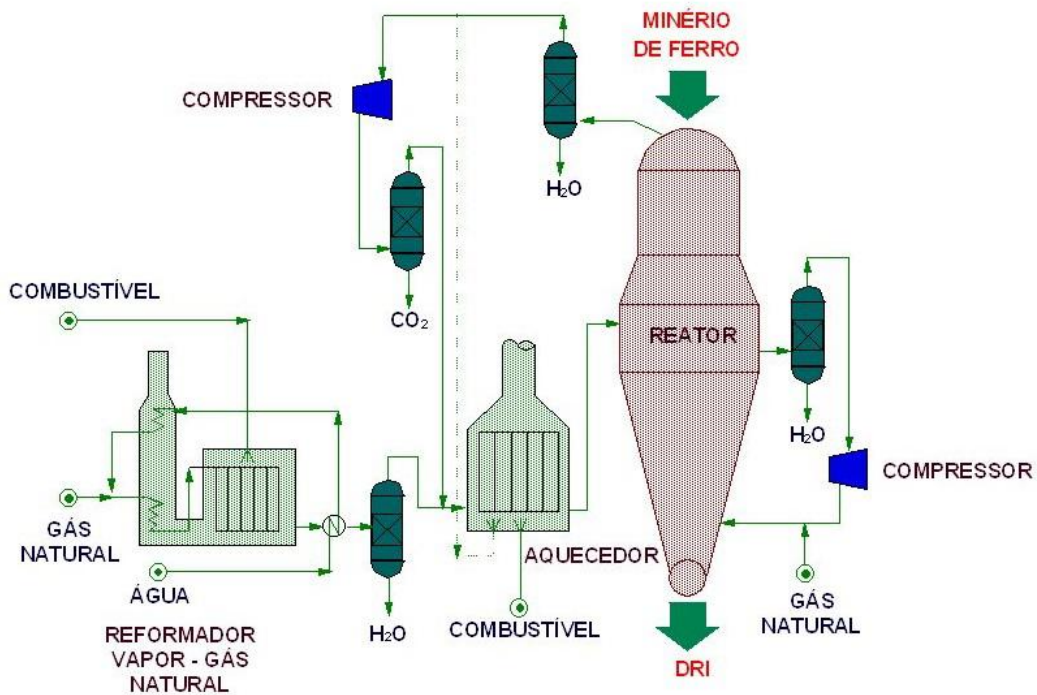 MINÉRIO
DE FERRO
COMPRESSOR
H₂O
COMBUSTÍVEL
CO₂
REATOR
H₂O
COMPRESSOR
GÁS
NATURAL
AQUECEDOR
ÁGUA
H₂O
COMBUSTÍVEL
GÁS
NATURAL
REFORMADOR
VAPOR - GÁS
NATURAL
DRI